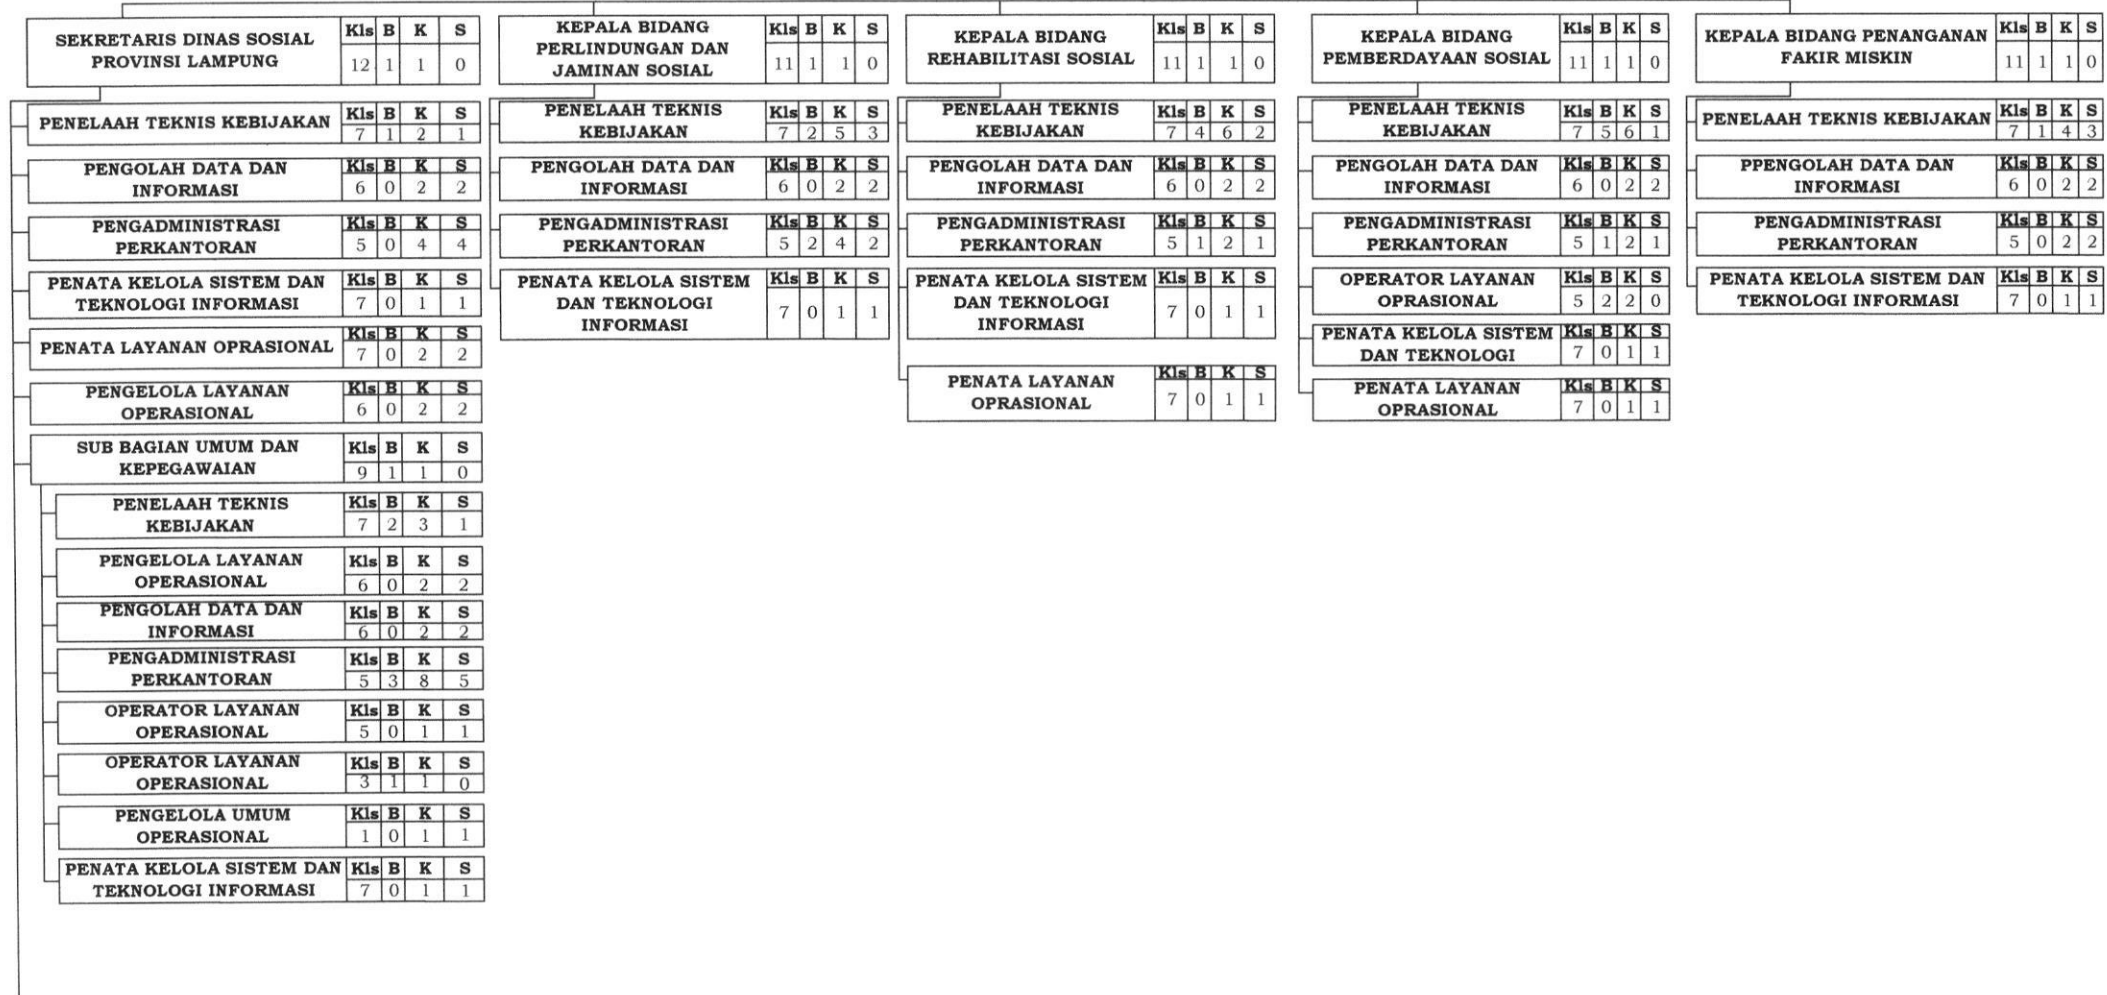 SEKRETARIS DINAS SOSIAL
PROVINSI LAMPUNG
Kls B K S
12 1 1 0
PENELAAH TEKNIS KEBIJAKAN
Kls B K S
7 1 2 1
PENGOLAH DATA DAN
INFORMASI
Kls B K S
6 0 2 2
PENGADMINISTRASI
PERKANTORAN
Kls B K S
5 0 4 4
PENATA KELOLA SISTEM DAN
TEKNOLOGI INFORMASI
Kls B K S
7 0 1 1
PENATA LAYANAN OPRASIONAL
Kls B K S
7 0 2 2
PENGELOLA LAYANAN
OPERASIONAL
Kls B K S
6 0 2 2
SUB BAGIAN UMUM DAN
KEPEGAWAIAN
Kls B K S
9 1 1 0
PENELAAH TEKNIS
KEBIJAKAN
Kls B K S
7 2 3 1
PENGELOLA LAYANAN
OPERASIONAL
Kls B K S
6 0 2 2
PENGOLAH DATA DAN
INFORMASI
Kls B K S
6 0 2 2
PENGADMINISTRASI
PERKANTORAN
Kls B K S
5 3 8 5
OPERATOR LAYANAN
OPERASIONAL
Kls B K S
5 0 1 1
OPERATOR LAYANAN
OPERASIONAL
Kls B K S
3 1 1 0
PENGELOLA UMUM
OPERASIONAL
Kls B K S
1 0 1 1
PENATA KELOLA SISTEM DAN
TEKNOLOGI INFORMASI
Kls B K S
7 0 1 1
KEPALA BIDANG
PERLINDUNGAN DAN
JAMINAN SOSIAL
Kls B K S
11 1 1 0
PENELAAH TEKNIS
KEBIJAKAN
Kls B K S
7 2 5 3
PENGOLAH DATA DAN
INFORMASI
Kls B K S
6 0 2 2
PENGADMINISTRASI
PERKANTORAN
Kls B K S
5 2 4 2
PENATA KELOLA SISTEM
DAN TEKNOLOGI
INFORMASI
Kls B K S
7 0 1 1
KEPALA BIDANG
REHABILITASI SOSIAL
Kls B K S
11 1 1 0
PENELAAH TEKNIS
KEBIJAKAN
Kls B K S
7 4 6 2
PENGOLAH DATA DAN
INFORMASI
Kls B K S
6 0 2 2
PENGADMINISTRASI
PERKANTORAN
Kls B K S
5 1 2 1
PENATA KELOLA SISTEM
DAN TEKNOLOGI
INFORMASI
Kls B K S
7 0 1 1
PENATA LAYANAN
OPRASIONAL
Kls B K S
7 0 1 1
KEPALA BIDANG
PEMBERDAYAAN SOSIAL
Kls B K S
11 1 1 0
PENELAAH TEKNIS
KEBIJAKAN
Kls B K S
7 5 6 1
PENGOLAH DATA DAN
INFORMASI
Kls B K S
6 0 2 2
PENGADMINISTRASI
PERKANTORAN
Kls B K S
5 1 2 1
OPERATOR LAYANAN
OPRASIONAL
Kls B K S
5 2 2 0
PENATA KELOLA SISTEM
DAN TEKNOLOGI
Kls B K S
7 0 1 1
PENATA LAYANAN
OPRASIONAL
Kls B K S
7 0 1 1
KEPALA BIDANG PENANGANAN
FAKIR MISKIN
Kls B K S
11 1 1 0
PENELAAH TEKNIS KEBIJAKAN
Kls B K S
7 1 4 3
PPENGOLAH DATA DAN
INFORMASI
Kls B K S
6 0 2 2
PENGADMINISTRASI
PERKANTORAN
Kls B K S
5 0 2 2
PENATA KELOLA SISTEM DAN
TEKNOLOGI INFORMASI
Kls B K S
7 0 1 1